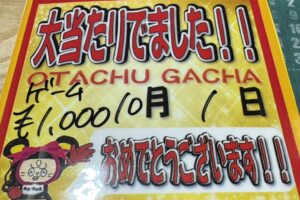 大当たりでました！！
OTACHU GACHA
ゲーム
¥1,000 10月 1日
おめでとうございます！！